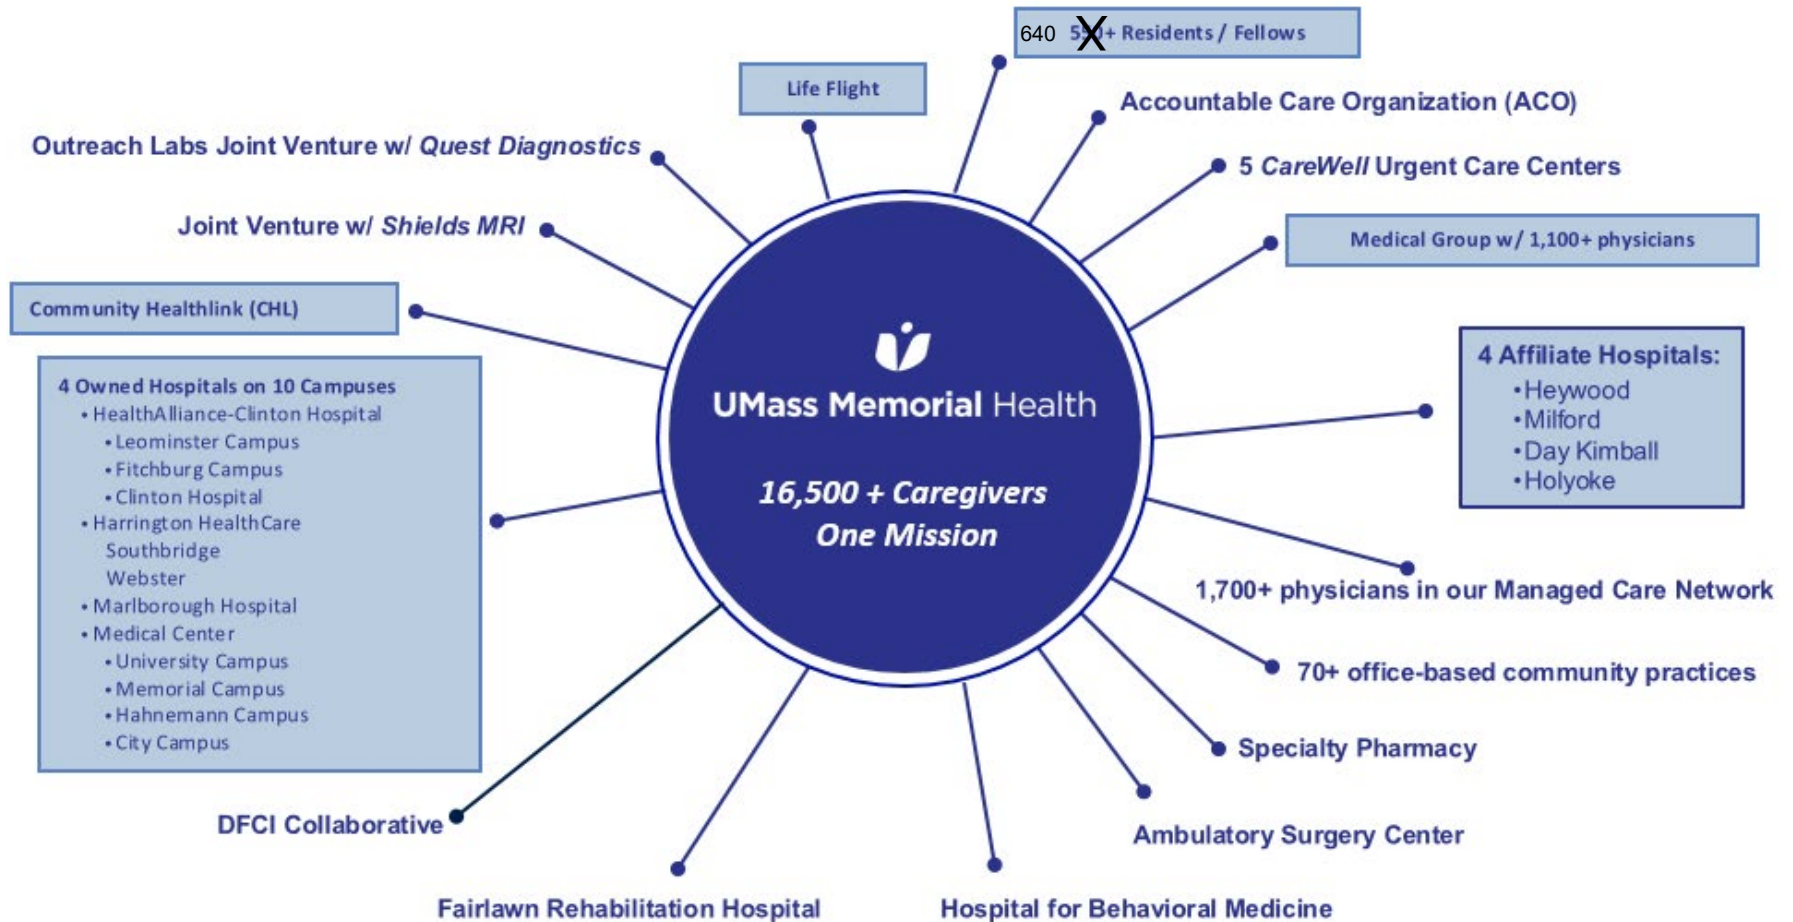 640 550+ Residents / Fellows
Life Flight
Accountable Care Organization (ACO)
Outreach Labs Joint Venture w/ Quest Diagnostics
5 CareWell Urgent Care Centers
Joint Venture w/ Shields MRI
Medical Group w/ 1,100+ physicians
Community Healthlink (CHL)
4 Owned Hospitals on 10 Campuses
• HealthAlliance-Clinton Hospital
• Leominster Campus
• Fitchburg Campus
• Clinton Hospital
• Harrington HealthCare
Southbridge
Webster
• Marlborough Hospital
• Medical Center
• University Campus
• Memorial Campus
• Hahnemann Campus
• City Campus
UMass Memorial Health
16,500 + Caregivers
One Mission
4 Affiliate Hospitals:
•Heywood
•Milford
•Day Kimball
•Holyoke
1,700+ physicians in our Managed Care Network
70+ office-based community practices
Specialty Pharmacy
Ambulatory Surgery Center
DFCI Collaborative
Fairlawn Rehabilitation Hospital
Hospital for Behavioral Medicine